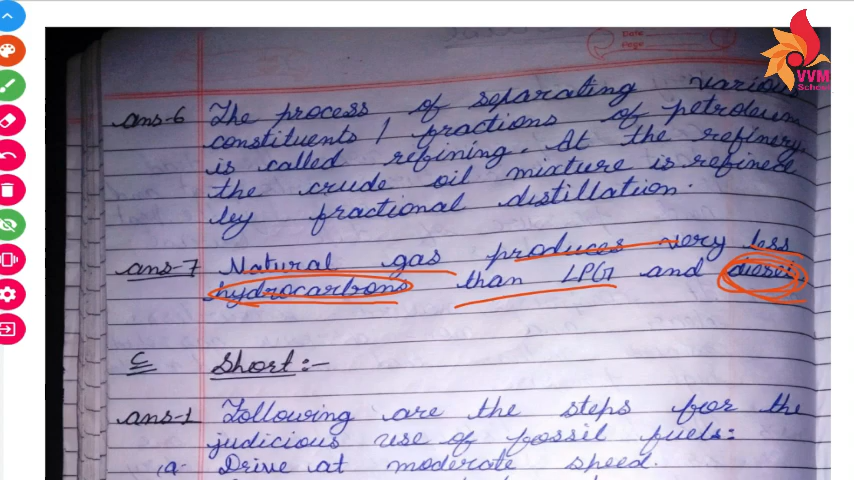 Date
Page
VVM
School
ans-6 The process of separating various
constituents / fractions of petroleum
is called refining. At the refinery
the crude oil mixture is refined
by fractional distillation.
ans-7 Natural gas produces very less
hydrocarbons than LPG and diesel.
C Short:-
ans-1 Following are the steps for the
judicious use of fossil fuels:
(a- Drive at moderate speed.